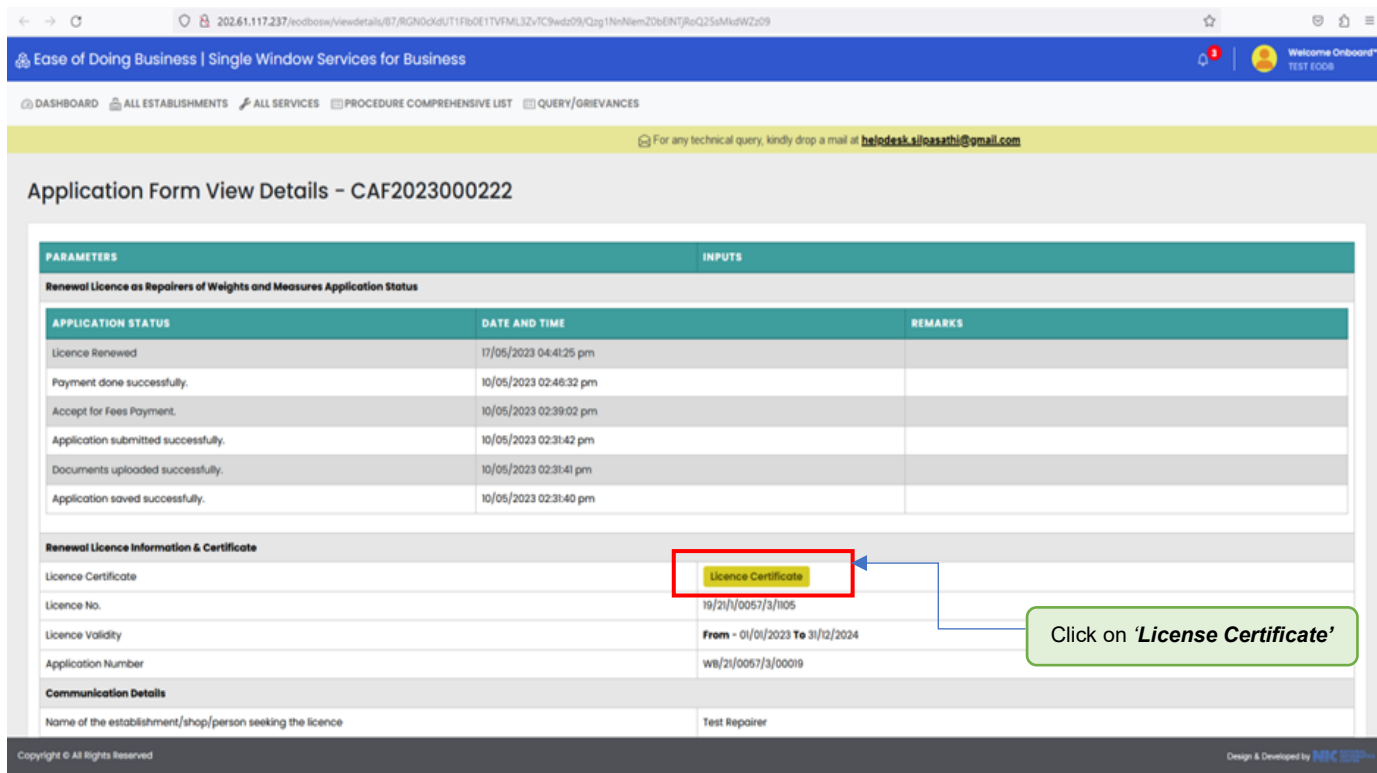 202.61.117.237/eodbosw/viewdetails/87/
Ease of Doing Business | Single Window Services for Business
3
Welcome Onboard"
TEST EODB
DASHBOARD ALL ESTABLISHMENTS ALL SERVICES PROCEDURE COMPREHENSIVE LIST QUERY/GRIEVANCES
For any technical query, kindly drop a mail at helpdesk.silpasathi@gmail.com
Application Form View Details - CAF2023000222
PARAMETERS INPUTS
Renewal Licence as Repairers of Weights and Measures Application Status
APPLICATION STATUS DATE AND TIME REMARKS
Licence Renewed 17/05/2023 04:41:25 pm
Payment done successfully. 10/05/2023 02:46:32 pm
Accept for Fees Payment. 10/05/2023 02:39:02 pm
Application submitted successfully. 10/05/2023 02:31:42 pm
Documents uploaded successfully. 10/05/2023 02:31:41 pm
Application saved successfully. 10/05/2023 02:31:40 pm
Renewal Licence Information & Certificate
Licence Certificate Licence Certificate
Licence No. 19/21/1/0057/3/1105
Licence Validity From - 01/01/2023 To 31/12/2024
Click on ‘License Certificate’
Application Number WB/21/0057/3/00019
Communication Details
Name of the establishment/shop/person seeking the licence Test Repairer
Copyright © All Rights Reserved
Design & Developed by NIC